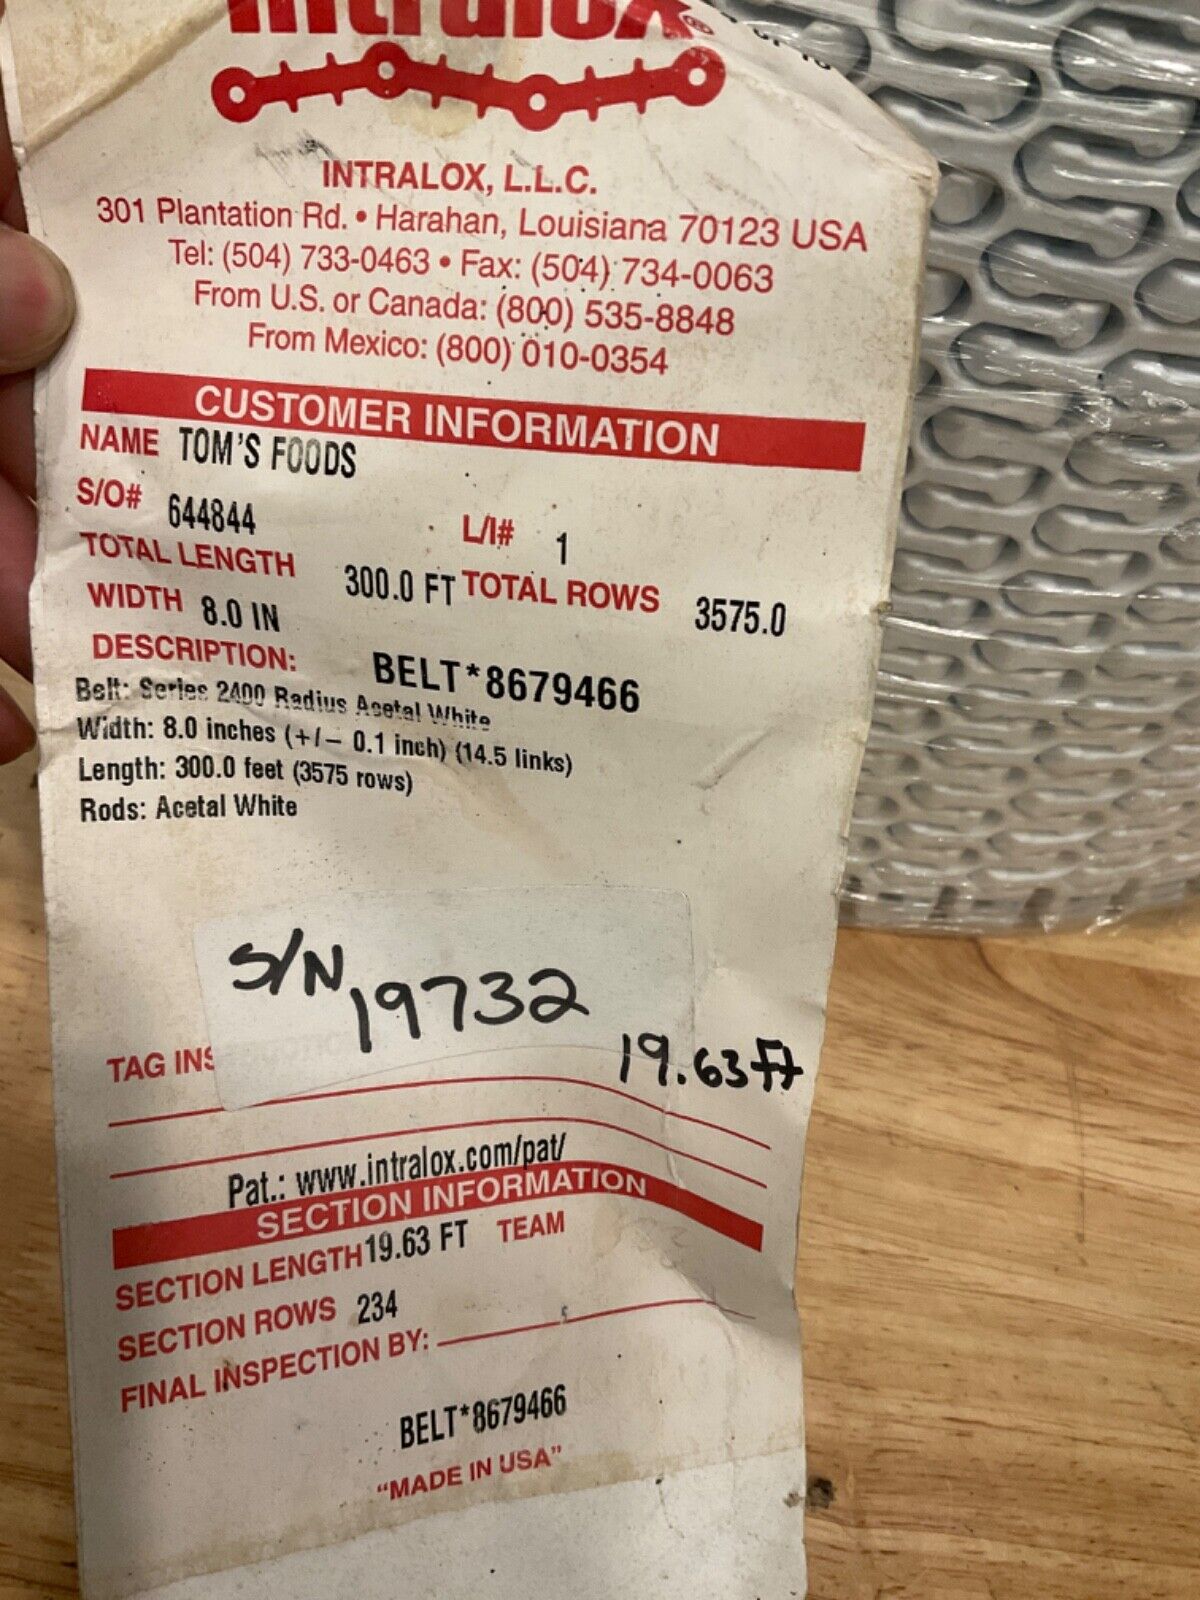 Intralox®
INTRALOX, L.L.C.
301 Plantation Rd. • Harahan, Louisiana 70123 USA
Tel: (504) 733-0463 • Fax: (504) 734-0063
From U.S. or Canada: (800) 535-8848
From Mexico: (800) 010-0354
CUSTOMER INFORMATION
NAME TOM'S FOODS
S/O# 644844 L/I# 1
TOTAL LENGTH 300.0 FT TOTAL ROWS 3575.0
WIDTH 8.0 IN
DESCRIPTION: BELT*8679466
Belt: Series 2400 Radius Acetal White
Width: 8.0 inches (+/- 0.1 inch) (14.5 links)
Length: 300.0 feet (3575 rows)
Rods: Acetal White
S/N 19732
19.63 ft
TAG INS
Pat.: www.intralox.com/pat/
SECTION INFORMATION
SECTION LENGTH 19.63 FT TEAM
SECTION ROWS 234
FINAL INSPECTION BY:
BELT*8679466
"MADE IN USA"